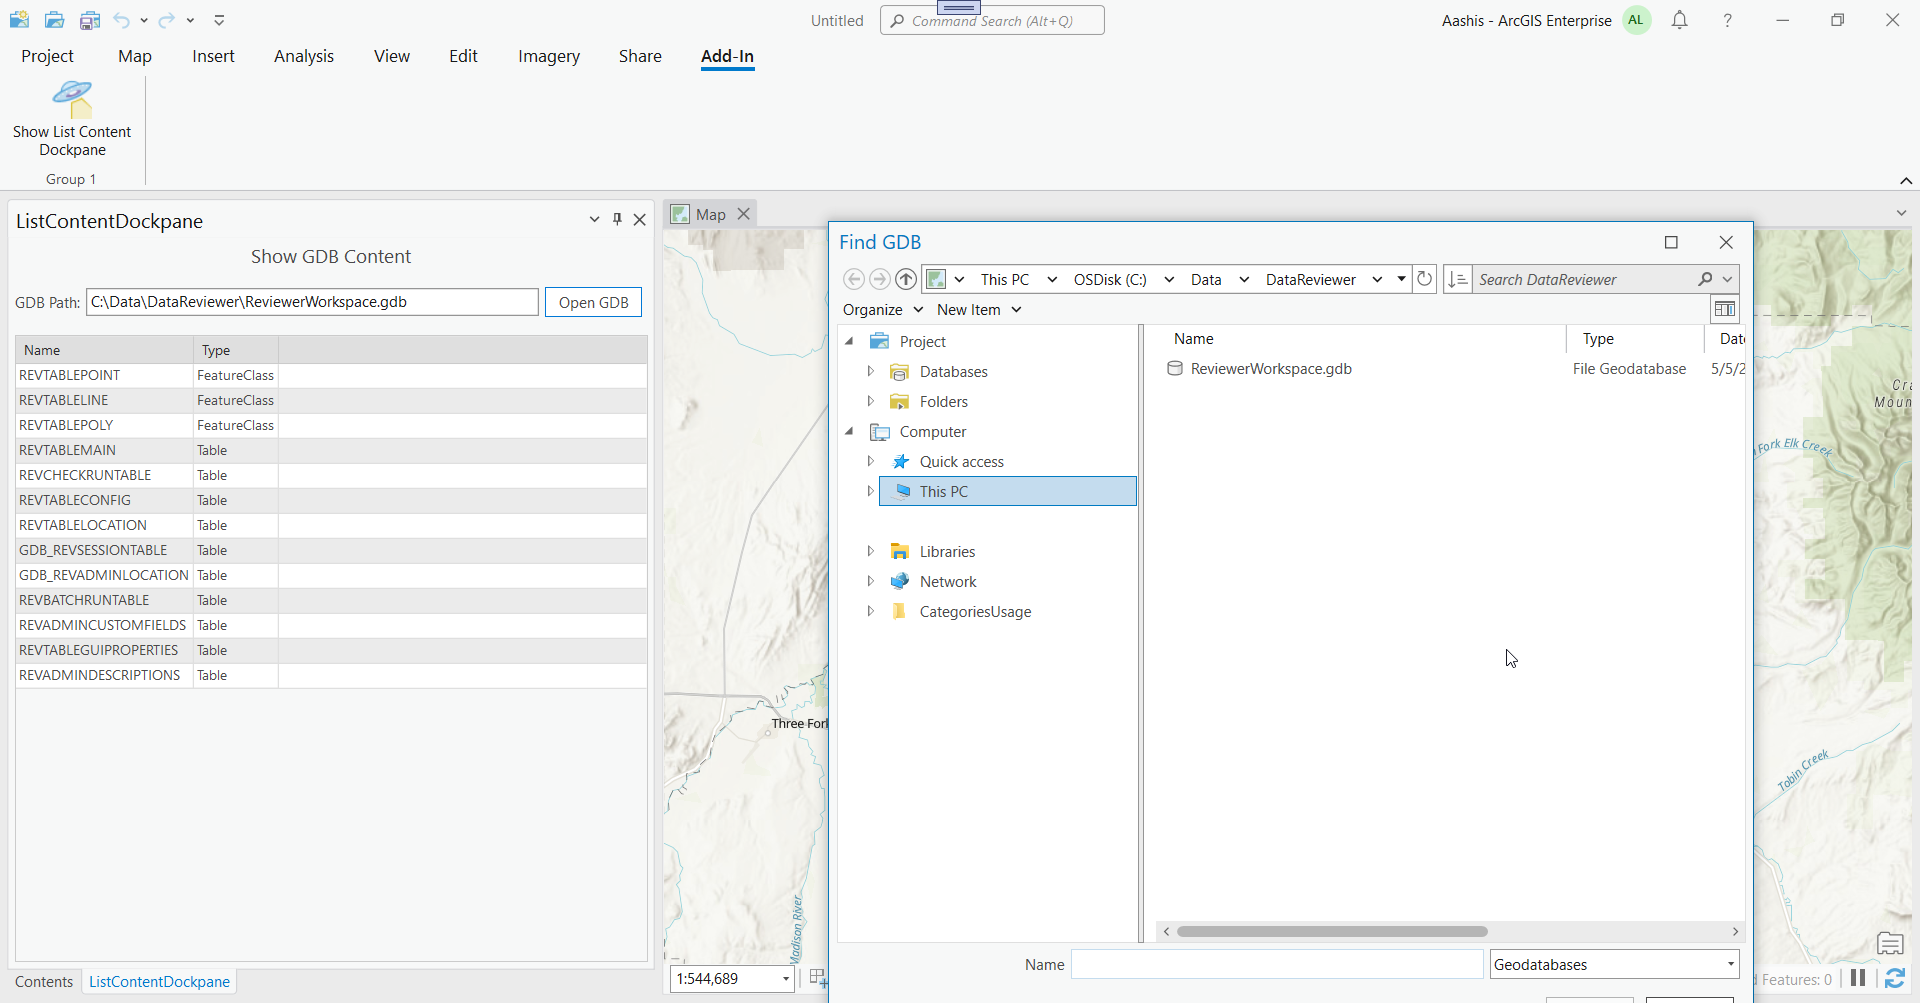 Untitled
Command Search (Alt+Q)
Aashis - ArcGIS Enterprise
AL
?
Project Map Insert Analysis View Edit Imagery Share Add-In
Show List Content
Dockpane
Group 1
ListContentDockpane
Show GDB Content
GDB Path: C:\Data\DataReviewer\ReviewerWorkspace.gdb Open GDB
Name Type
REVTABLEPOINT FeatureClass
REVTABLELINE FeatureClass
REVTABLEPOLY FeatureClass
REVTABLEMAIN Table
REVCHECKRUNTABLE Table
REVTABLECONFIG Table
REVTABLELOCATION Table
GDB_REVSESSIONTABLE Table
GDB_REVADMINLOCATION Table
REVBATCHRUNTABLE Table
REVADMINCUSTOMFIELDS Table
REVTABLEGUIPROPERTIES Table
REVADMINDESCRIPTIONS Table
Contents ListContentDockpane
Map
Three Fork
Madison River
1:544,689
Find GDB
This PC OSDisk (C:) Data DataReviewer
Search DataReviewer
Organize New Item
Project
Databases
Folders
Computer
Quick access
This PC
Libraries
Network
CategoriesUsage
Name Type Date
ReviewerWorkspace.gdb File Geodatabase 5/5/2
Name
Geodatabases
Cra
Moun
Fork Elk Creek
Tobin Creek
d Features: 0